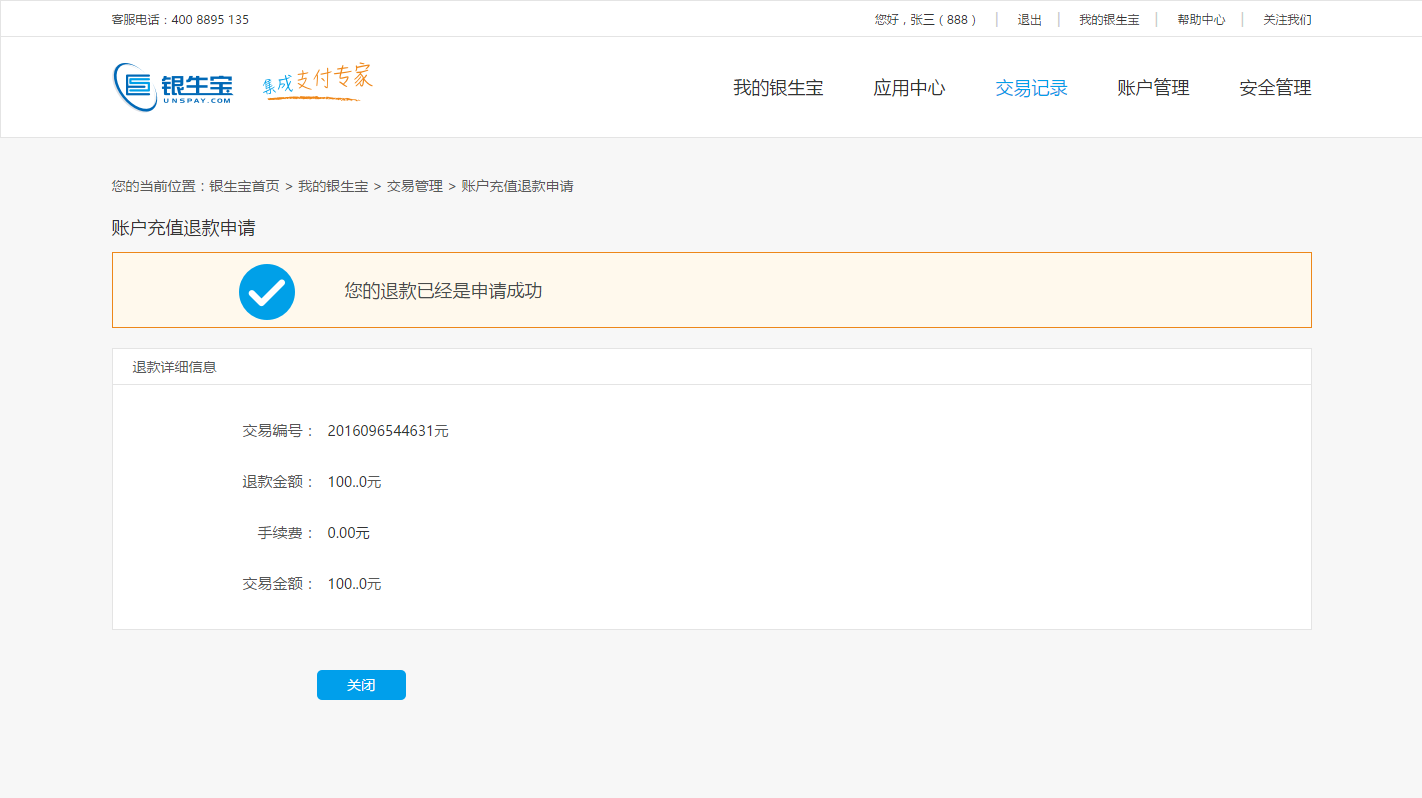 客服电话：400 8895 135
您好，张三（888） | 退出 | 我的银生宝 | 帮助中心 | 关注我们
银生宝
UNSPAY.COM
集成支付专家
我的银生宝 应用中心 交易记录 账户管理 安全管理
您的当前位置：银生宝首页 > 我的银生宝 > 交易管理 > 账户充值退款申请
账户充值退款申请
您的退款已经是申请成功
退款详细信息
交易编号： 2016096544631元
退款金额： 100..0元
手续费： 0.00元
交易金额： 100..0元
关闭